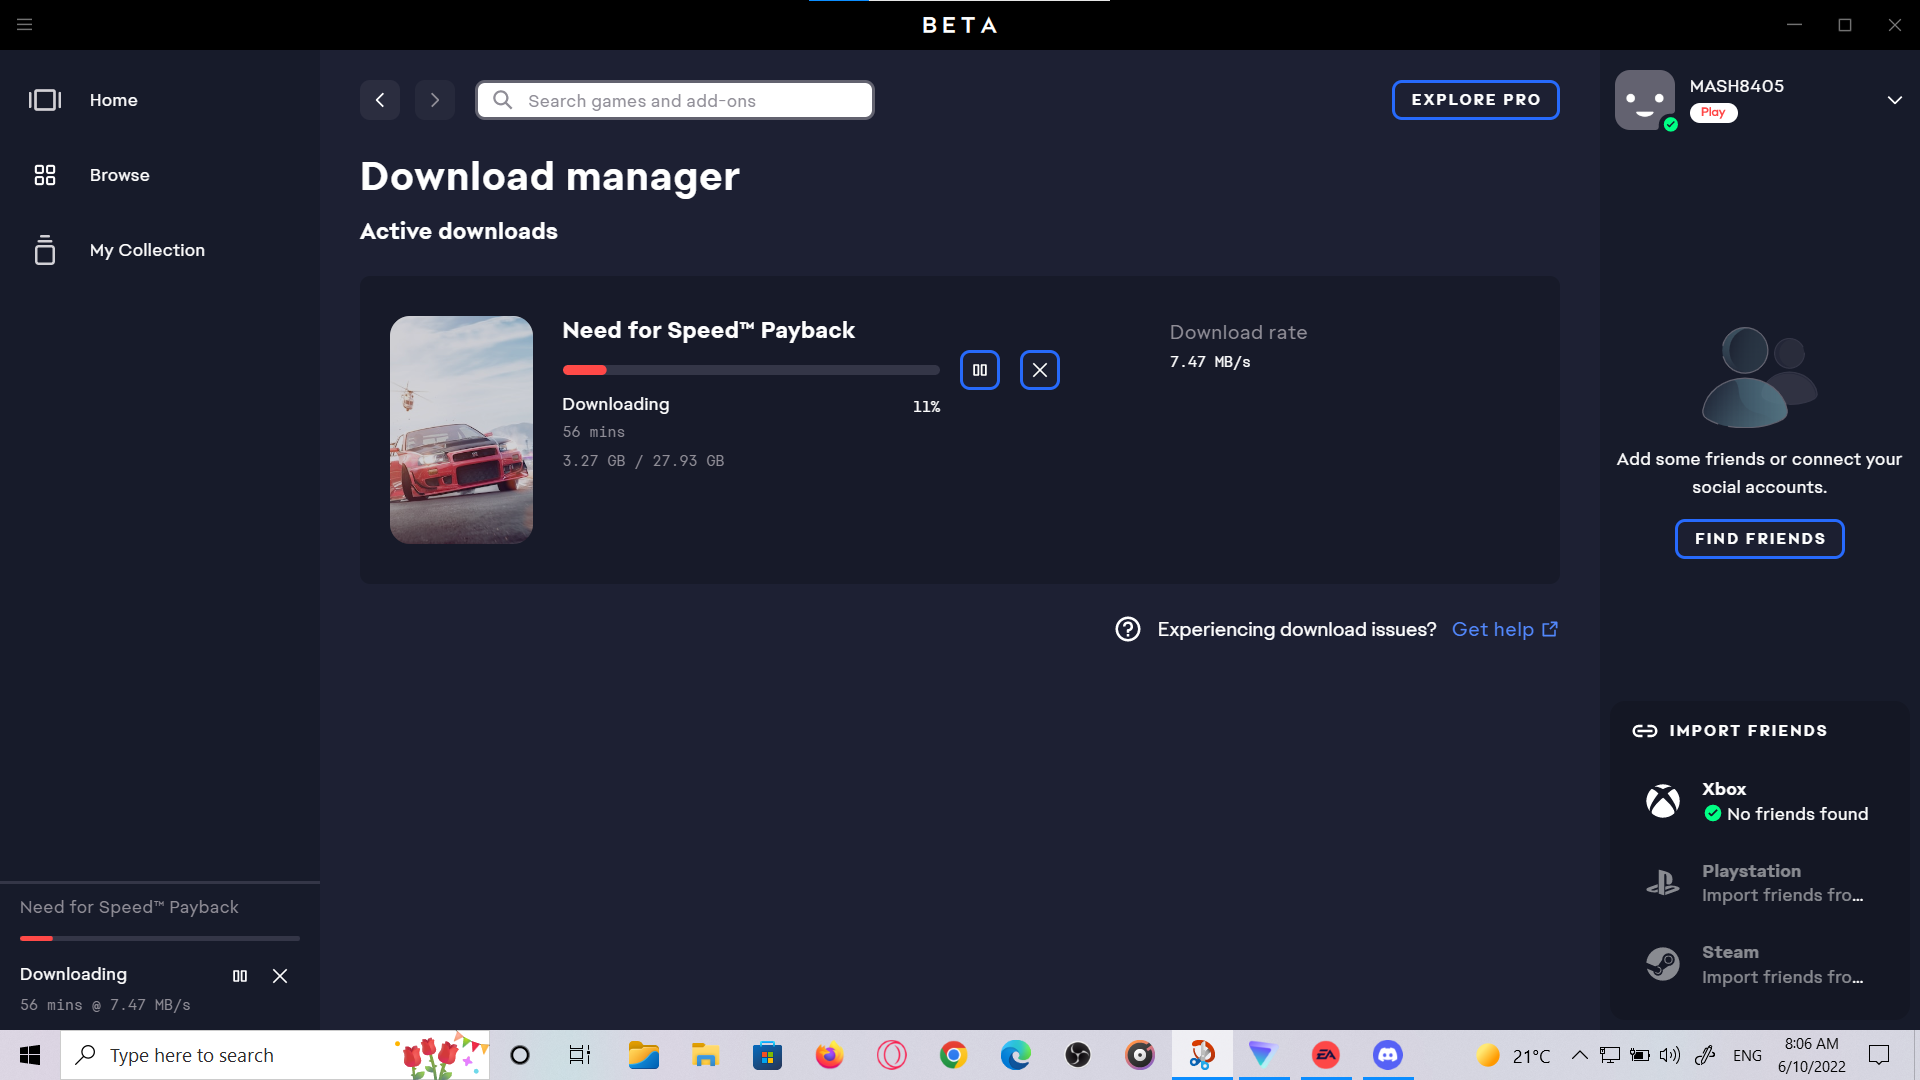 BETA
Home
Browse
My Collection
Search games and add-ons
EXPLORE PRO
MASH8405
Play
Download manager
Active downloads
Need for Speed™ Payback
Downloading
11%
56 mins
3.27 GB / 27.93 GB
Download rate
7.47 MB/s
Experiencing download issues? Get help
Add some friends or connect your
social accounts.
FIND FRIENDS
IMPORT FRIENDS
Xbox
No friends found
Playstation
Import friends fro...
Steam
Import friends fro...
Need for Speed™ Payback
Downloading
56 mins @ 7.47 MB/s
Type here to search
EA
21°C
ENG
8:06 AM
6/10/2022